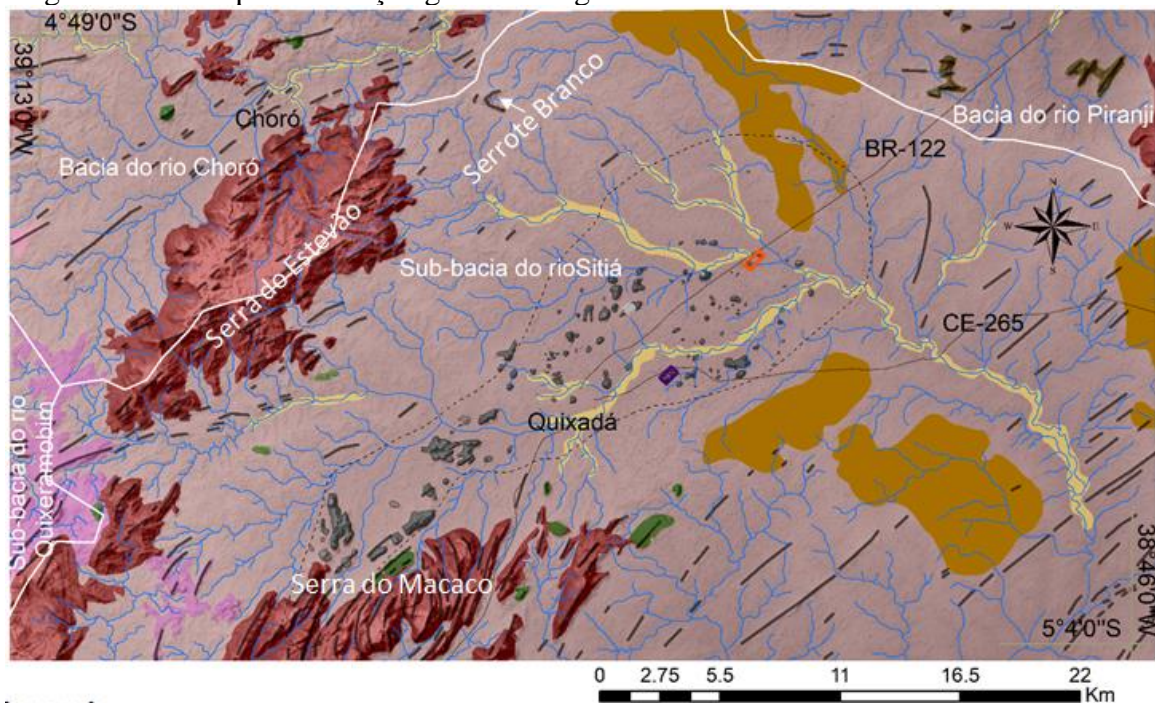 4°49'0"S
39°13'0"W
Choró
Serrote Branco
Bacia do rio Piranji
BR-122
Bacia do rio Choró
Serra do Estevão
Sub-bacia do rioSitiá
N
W
E
S
CE-265
Quixadá
Sub-bacia do rio
Quixeramobim
Serra do Macaco
38°46'0"W
5°4'0"S
0 2.75 5.5 11 16.5 22
Km